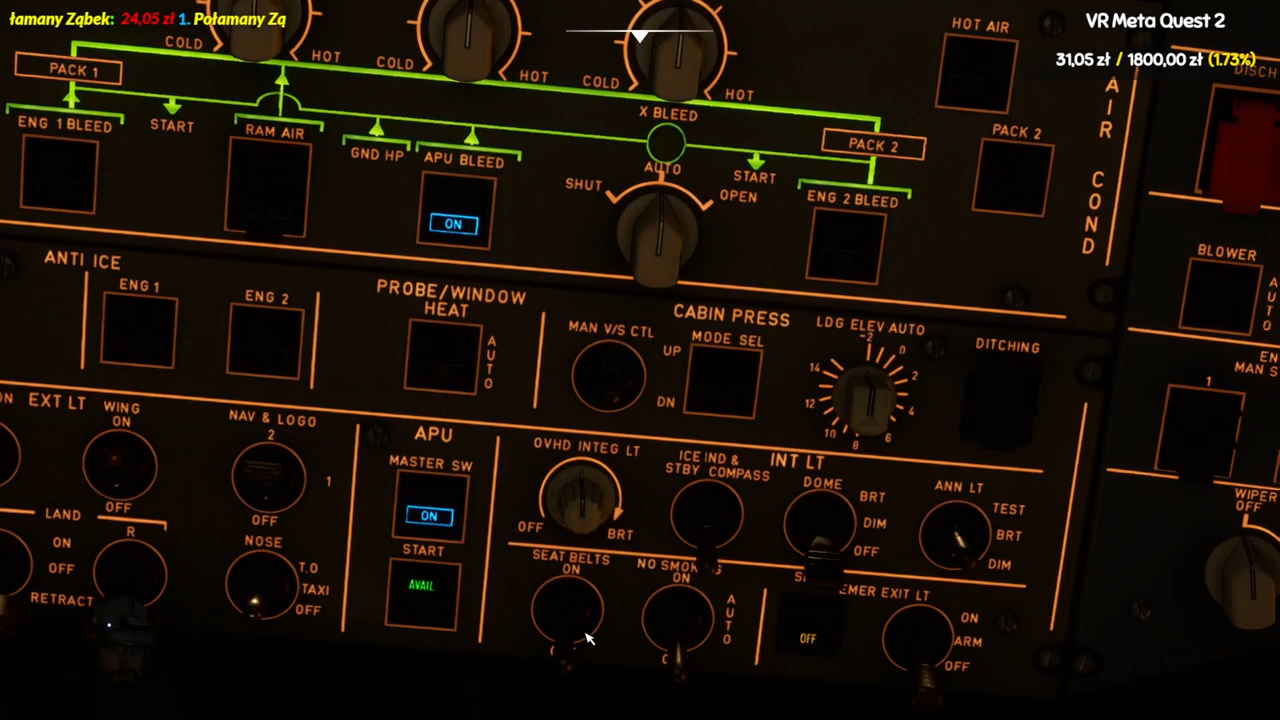 łamany Ząbek: 24,05 zł 1. Połamany Zą
VR Meta Quest 2
31,05 zł / 1800,00 zł (1.73%)
HOT AIR
COLD
HOT
COLD
HOT
COLD
HOT
DISCH
PACK 1
ENG 1 BLEED
START
RAM AIR
GND HP
APU BLEED
ON
X BLEED
AUTO
SHUT
OPEN
START
PACK 2
ENG 2 BLEED
PACK 2
AIR COND
BLOWER
AUTO
ANTI ICE
ENG 1
ENG 2
PROBE/WINDOW
HEAT
AUTO
CABIN PRESS
MAN V/S CTL
UP
DN
MODE SEL
LDG ELEV AUTO
-2
0
2
4
6
8
10
12
14
DITCHING
MAN S
1
EXT LT
WING
ON
OFF
NAV & LOGO
2
1
OFF
LAND
ON
OFF
RETRACT
R
NOSE
T.O
TAXI
OFF
APU
MASTER SW
ON
START
AVAIL
OVHD INTEG LT
OFF
BRT
ICE IND &
STBY COMPASS
INT LT
DOME
BRT
DIM
OFF
ANN LT
TEST
BRT
DIM
SEAT BELTS
ON
NO SMOKING
ON
AUTO
OFF
EMER EXIT LT
ON
ARM
OFF
WIPER
OFF